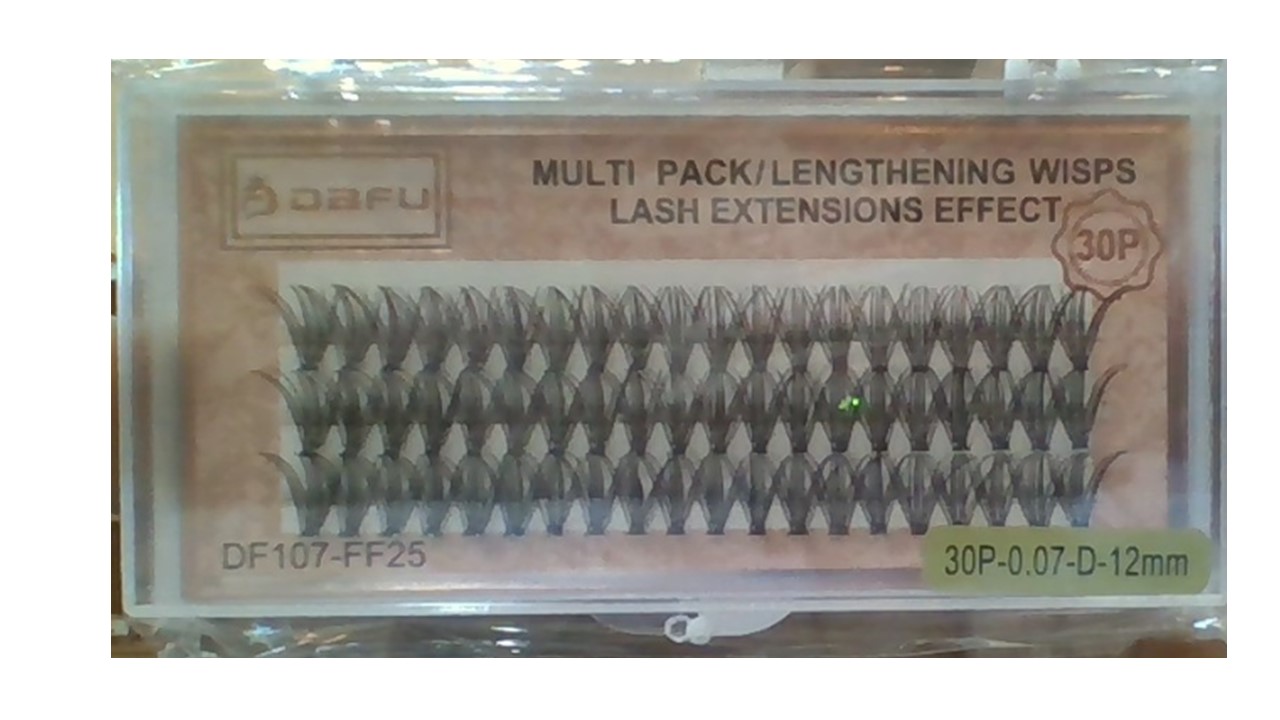 DaFU
MULTI PACK/LENGTHENING WISPS
LASH EXTENSIONS EFFECT
30P
DF107-FF25
30P-0.07-D-12mm